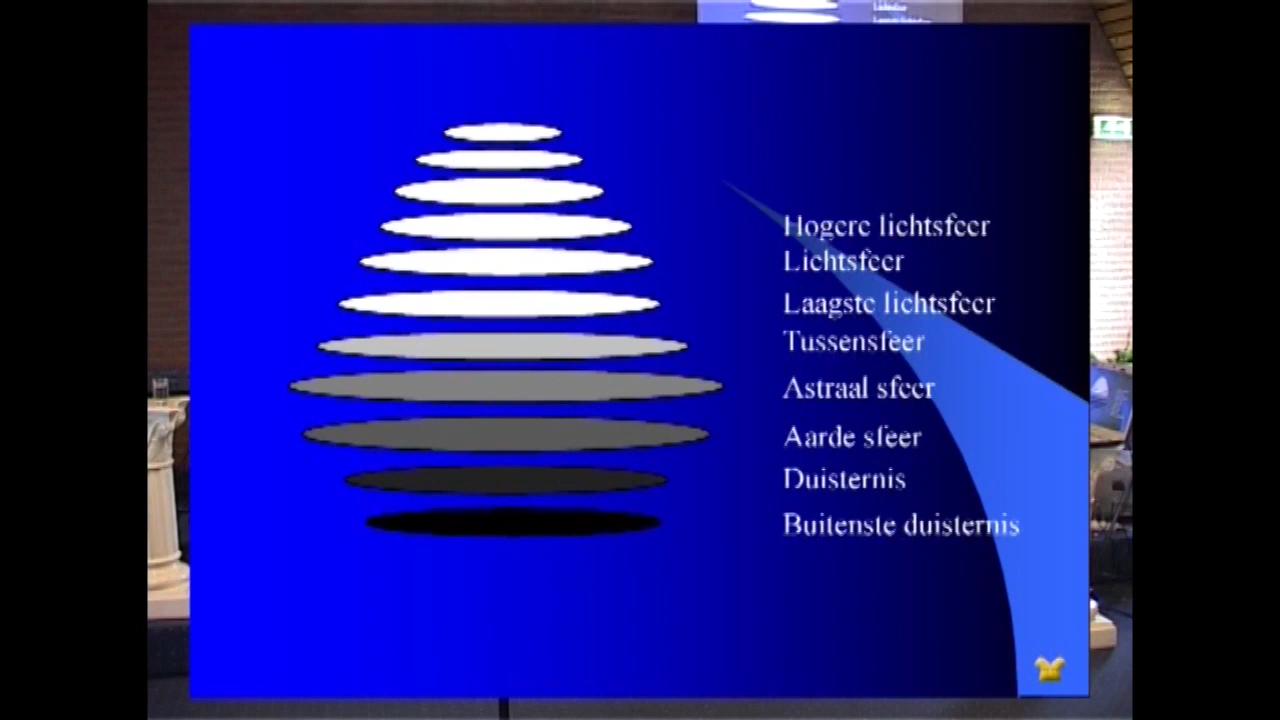 Hogere lichtsfeer
Lichtsfeer
Laagste lichtsfeer
Tussensfeer
Astraal sfeer
Aarde sfeer
Duisternis
Buitenste duisternis